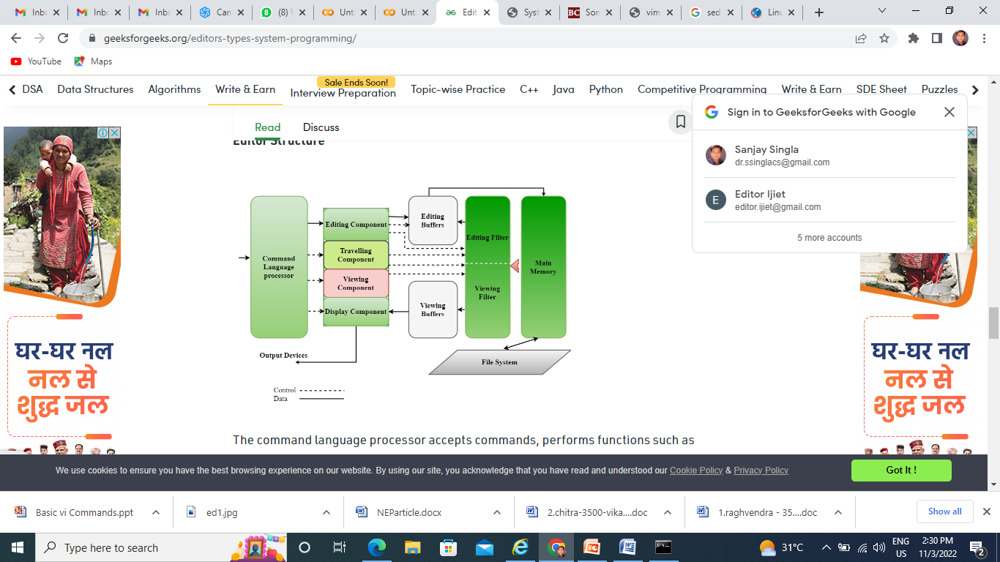 Inbo
Inbo
Inbo
Can
(8) \
Unt
Unt
Edit
Syst
Son
vim
sed
Linu
geeksforgeeks.org/editors-types-system-programming/
YouTube
Maps
Sale Ends Soon!
DSA
Data Structures
Algorithms
Write & Earn
Interview Preparation
Topic-wise Practice
C++
Java
Python
Competitive Programming
Write & Earn
SDE Sheet
Puzzles
Read
Discuss
Editor Structure
Sign in to GeeksforGeeks with Google
Sanjay Singla
dr.ssinglacs@gmail.com
E
Editor Ijiet
editor.ijiet@gmail.com
5 more accounts
Command
Language
processor
Editing Component
Travelling
Component
Viewing
Component
Display Component
Editing
Buffers
Viewing
Buffers
Editing Filter
Viewing
Filter
Main
Memory
Output Devices
File System
Control
Data
घर-घर नल
नल से
शुद्ध जल
घर-घर नल
नल से
शुद्ध जल
The command language processor accepts commands, performs functions such as
We use cookies to ensure you have the best browsing experience on our website. By using our site, you acknowledge that you have read and understood our Cookie Policy & Privacy Policy
Got It !
Basic vi Commands.ppt
ed1.jpg
NEParticle.docx
2.chitra-3500-vika....doc
1.raghvendra - 35....doc
Show all
Type here to search
31°C
ENG
US
2:30 PM
11/3/2022
2